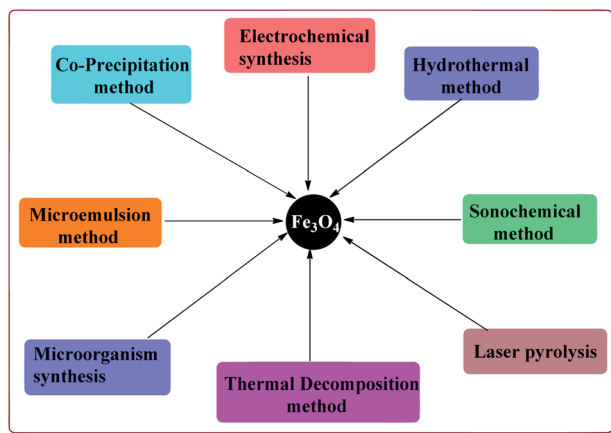 Electrochemical
synthesis
Co-Precipitation
method
Hydrothermal
method
Microemulsion
method
Fe₃O₄
Sonochemical
method
Microorganism
synthesis
Laser pyrolysis
Thermal Decomposition
method